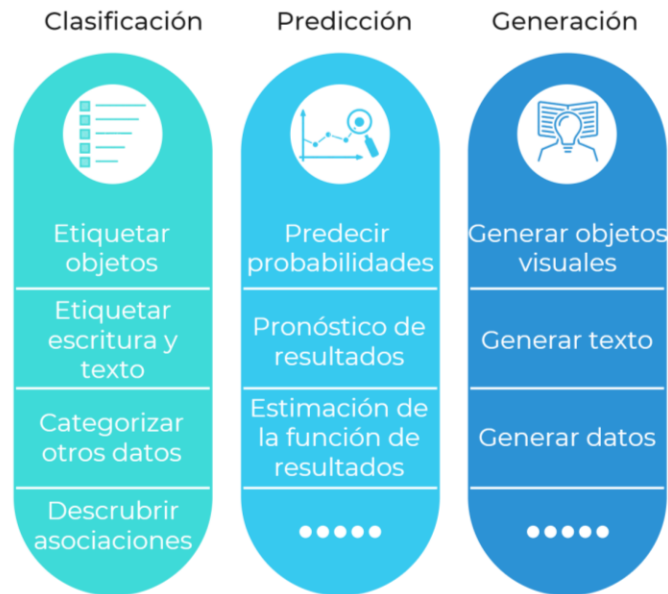 Clasificación
Etiquetar
objetos
Etiquetar
escritura y
texto
Categorizar
otros datos
Descrubrir
asociaciones
Predicción
Predecir
probabilidades
Pronóstico de
resultados
Estimación de
la función de
resultados
Generación
Generar objetos
visuales
Generar texto
Generar datos